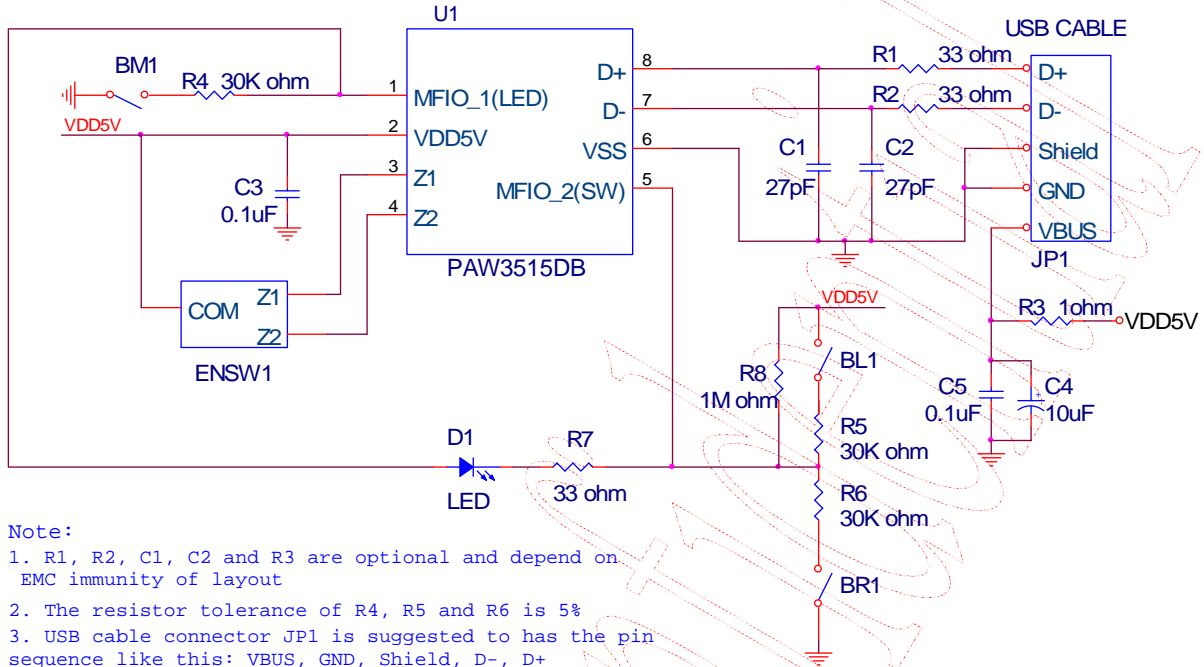 U1
USB CABLE
BM1
R4 30K ohm
1
MFIO_1(LED)
D+
8
R1 33 ohm
D+
VDD5V
2
VDD5V
D-
7
R2 33 ohm
D-
C3
0.1uF
3
Z1
VSS
6
C1
27pF
C2
27pF
Shield
4
Z2
MFIO_2(SW)
5
GND
VBUS
PAW3515DB
JP1
COM
Z1
Z2
ENSW1
VDD5V
R3 1ohm
VDD5V
R8
1M ohm
BL1
C5
0.1uF
C4
10uF
+
R5
30K ohm
D1
LED
R7
33 ohm
R6
30K ohm
BR1
Note:
1. R1, R2, C1, C2 and R3 are optional and depend on
EMC immunity of layout
2. The resistor tolerance of R4, R5 and R6 is 5%
3. USB cable connector JP1 is suggested to has the pin
sequence like this: VBUS, GND, Shield, D-, D+